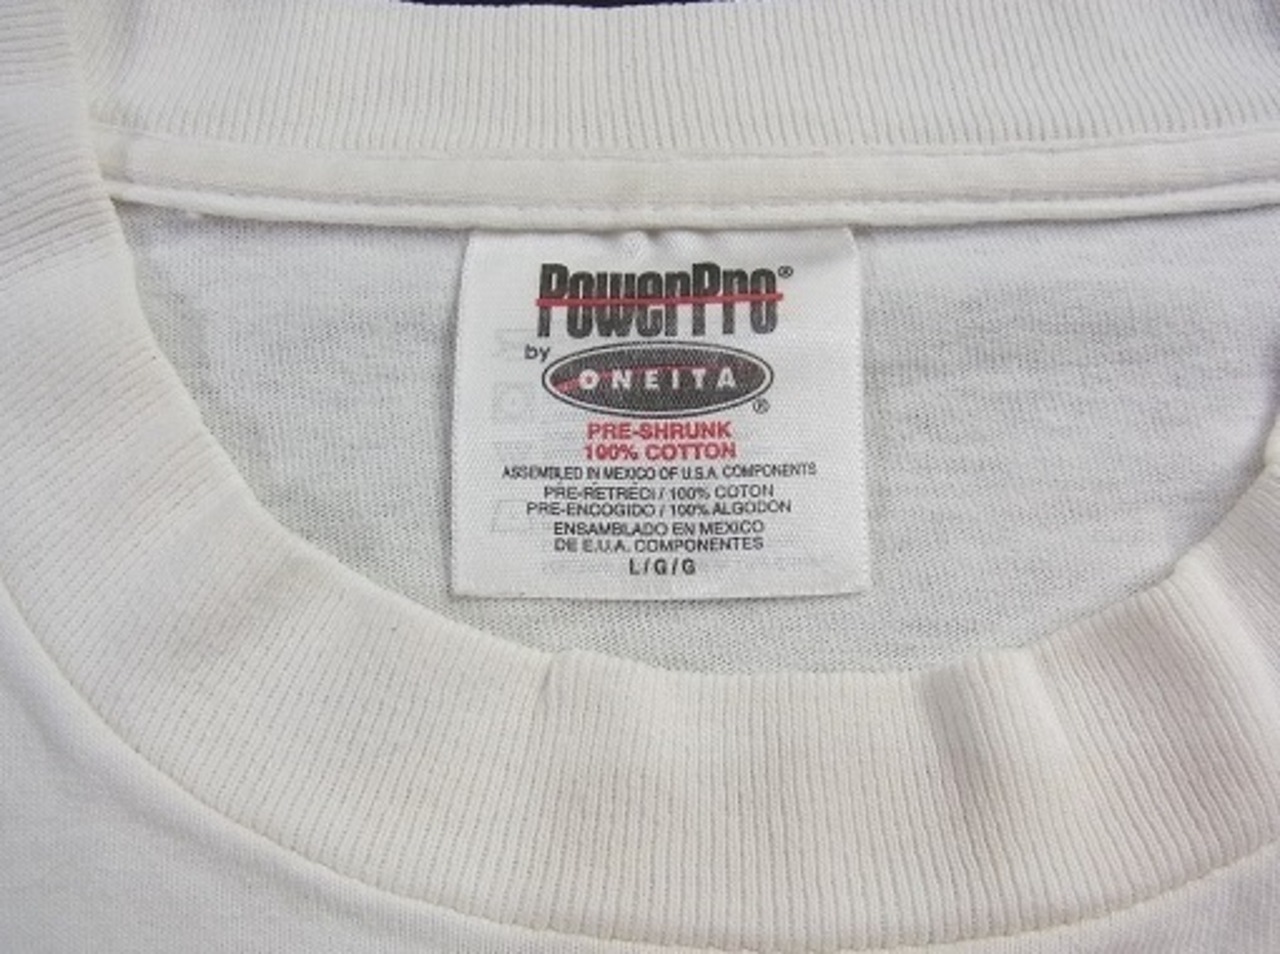 PowerPro®
by ONEITA®
PRE-SHRUNK
100% COTTON
ASSEMBLED IN MEXICO OF U.S.A. COMPONENTS
PRE-RETRECI / 100% COTON
PRE-ENCOGIDO / 100% ALGODON
ENSAMBLADO EN MEXICO
DE E.U.A. COMPONENTES
L/G/G